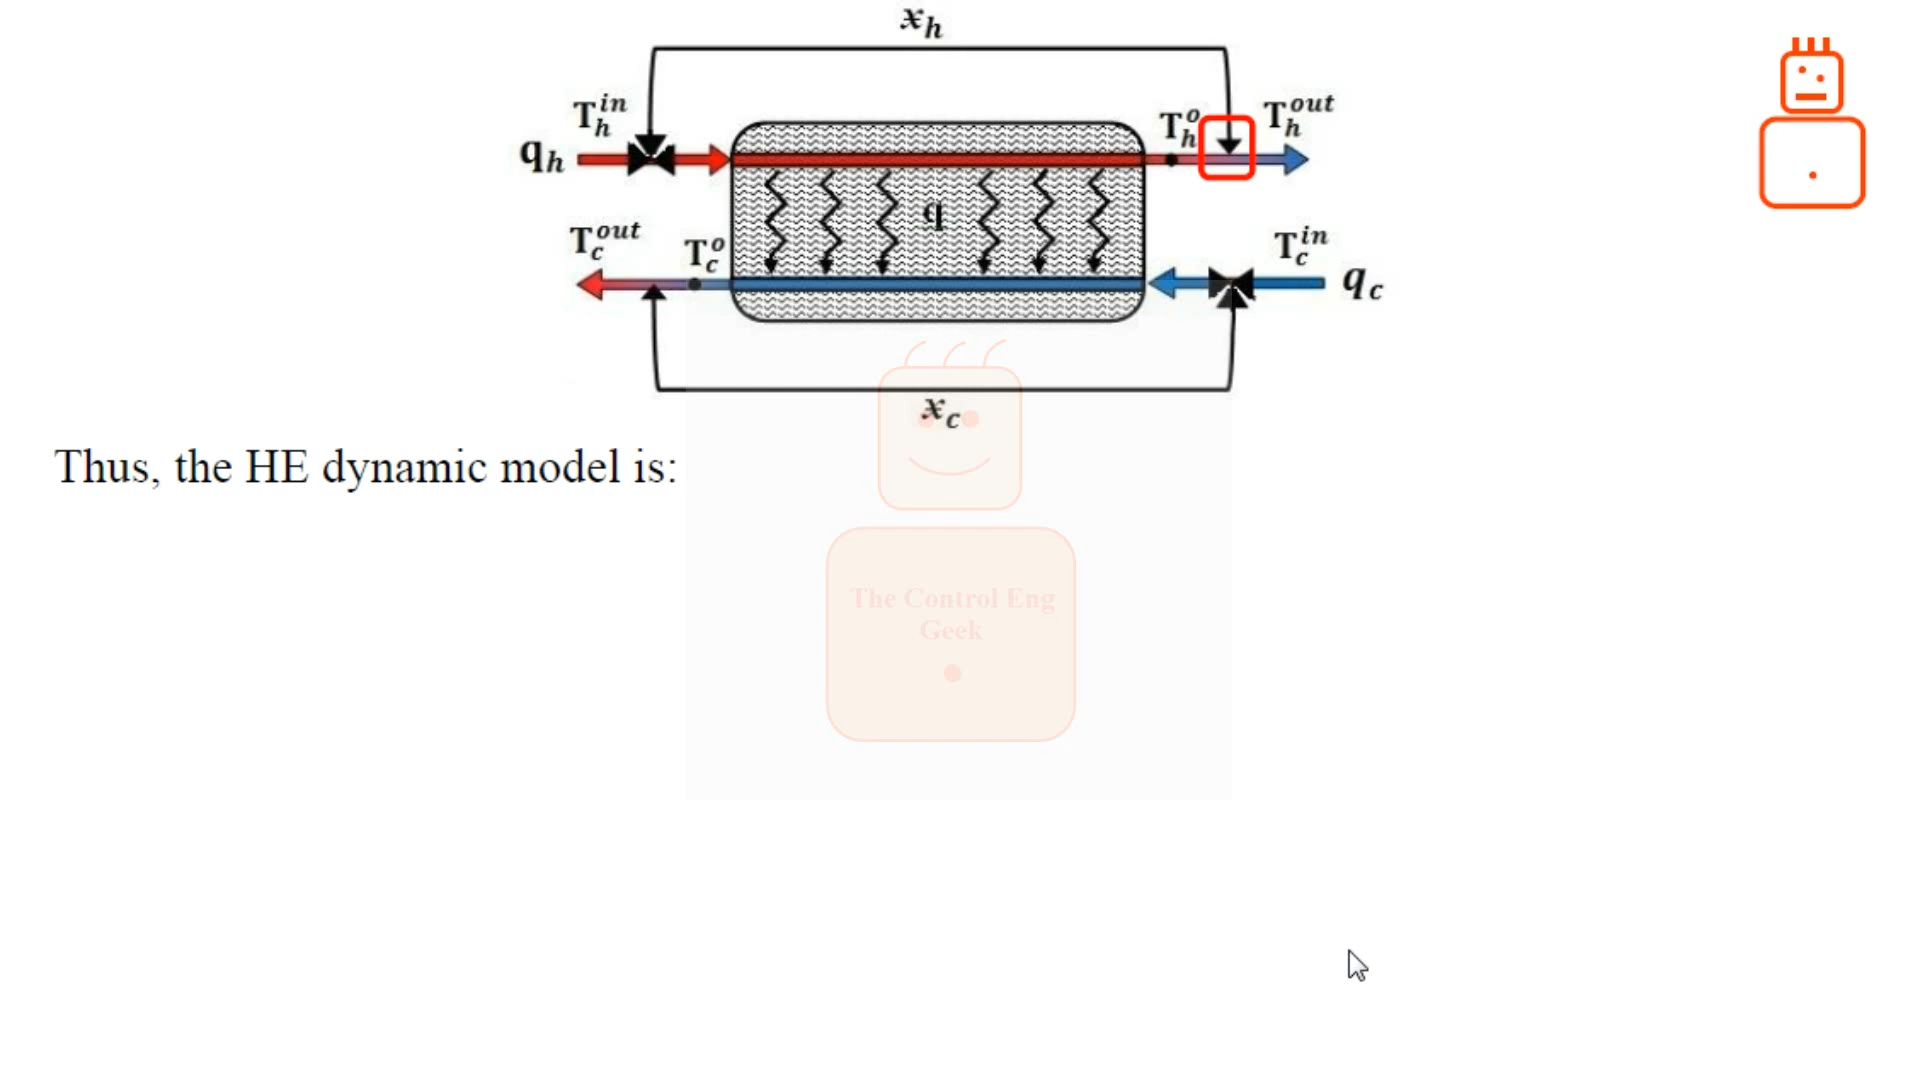 x_h
T_h^in
T_h^o
T_h^out
q_h
q
T_c^out
T_c^o
T_c^in
q_c
x_c
Thus, the HE dynamic model is:
The Control Eng
Geek